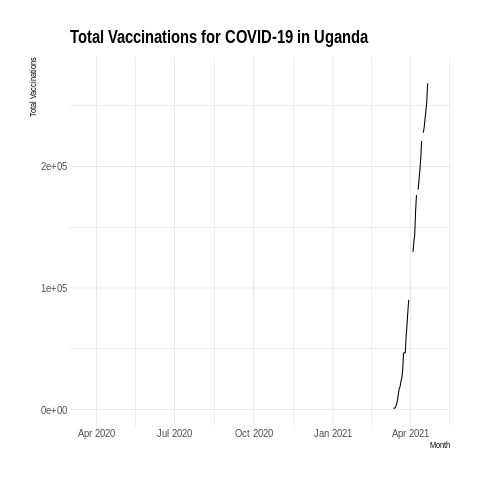 Total Vaccinations for COVID-19 in Uganda
Total Vaccinations
2e+05
1e+05
0e+00
Apr 2020 Jul 2020 Oct 2020 Jan 2021 Apr 2021
Month